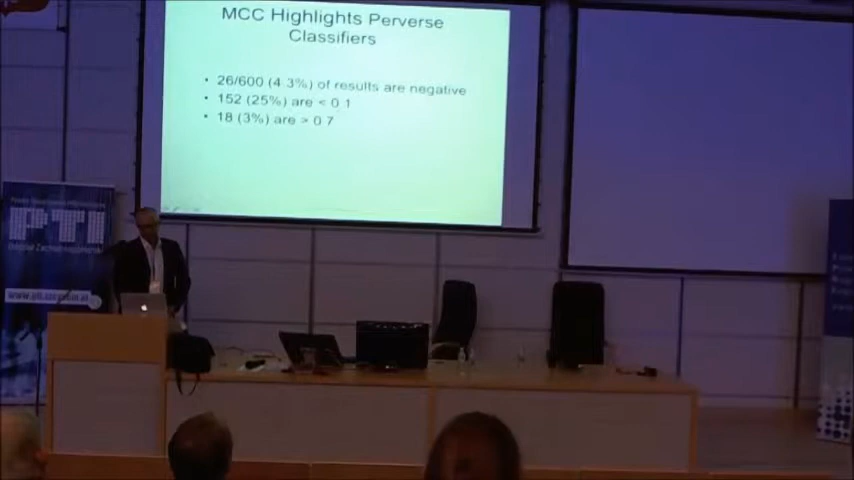 MCC Highlights Perverse
Classifiers
• 26/600 (4.3%) of results are negative
• 152 (25%) are < 0.1
• 18 (3%) are > 0.7
PTI